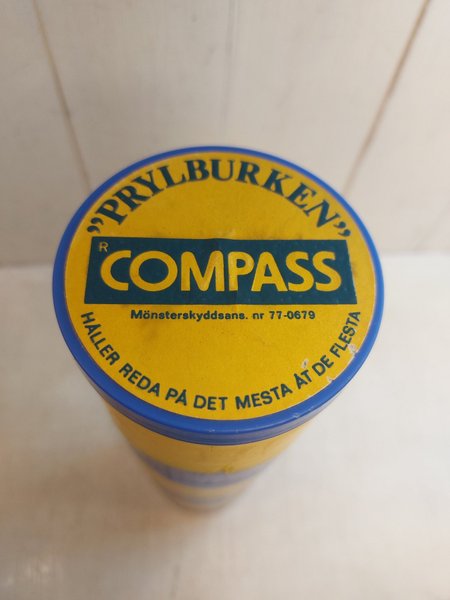 ”PRYLBURKEN”
R
COMPASS
Mönsterskyddsans. nr 77-0679
HÅLLER REDA PÅ DET MESTA ÅT DE FLESTA